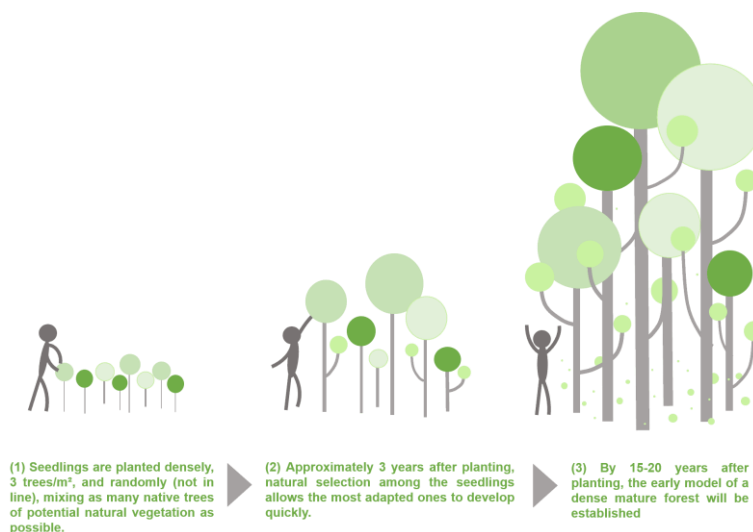 (1) Seedlings are planted densely,
3 trees/m², and randomly (not in
line), mixing as many native trees
of potential natural vegetation as
possible.
(2) Approximately 3 years after planting,
natural selection among the seedlings
allows the most adapted ones to develop
quickly.
(3) By 15-20 years after
planting, the early model of a
dense mature forest will be
established